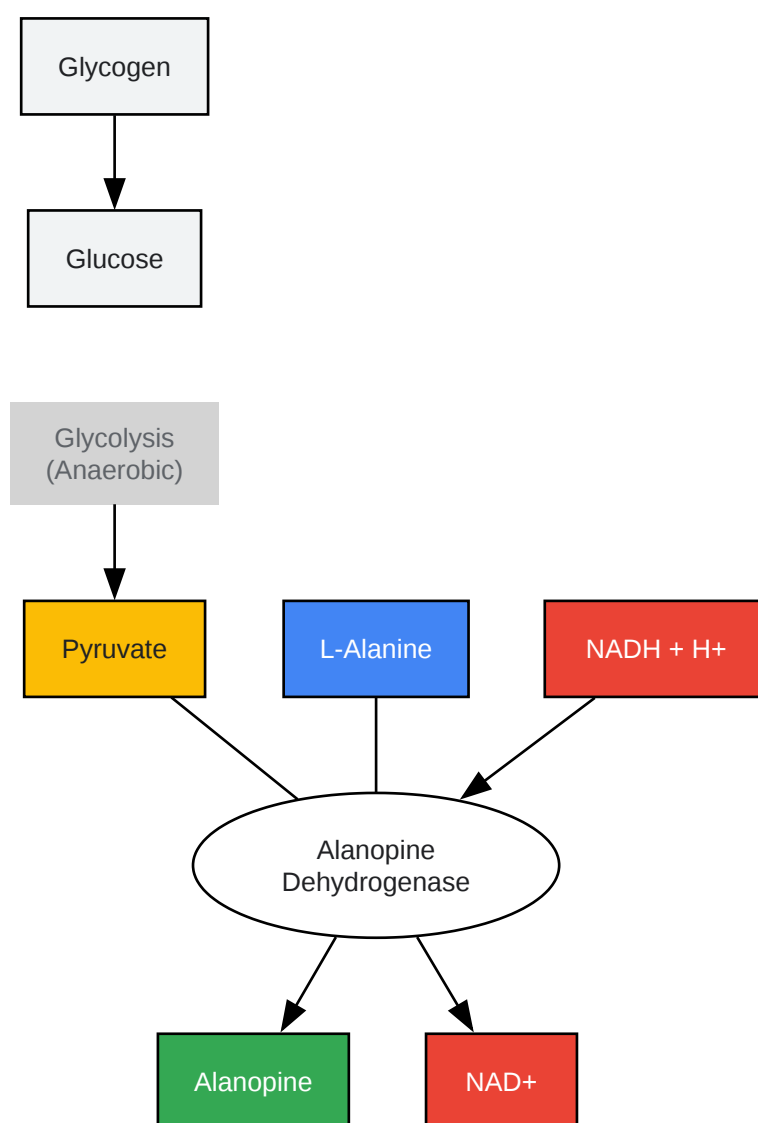 Glycogen
Glucose
Glycolysis
(Anaerobic)
Pyruvate
L-Alanine
NADH + H+
Alanopine
Dehydrogenase
Alanopine
NAD+